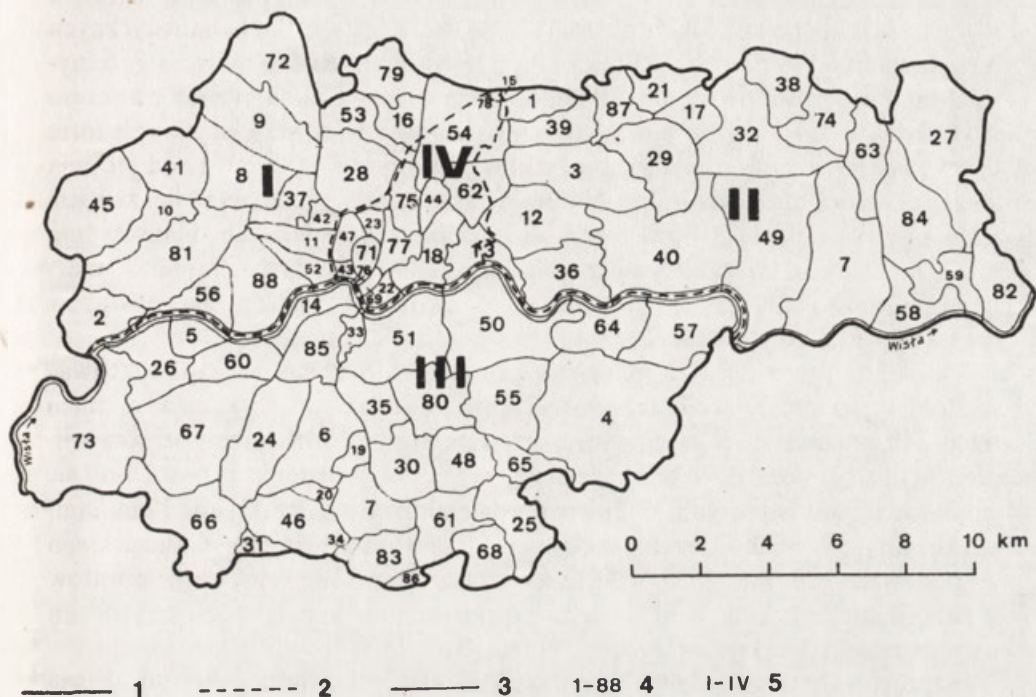 72 79 15
9 53 16 78 54 1 87 21 17 38 74
39 32 27
41 8 I 28 IV 3 29 63
45 37 75 44 62 II
10 42 23 12 49 84
81 11 47 71 77 18 13 40 7
52 43 76 36 59
56 88 22 82
2 14 69 50 64 58
5 33 51 57 Wisła
26 60 85
III
80 55
73 67 24 6 35 4
Wisła 19 30 48 65
20 7 61 25
66 46
31 34 83 68
86
0 2 4 6 8 10 km
1 2 3 1-88 4 I-IV 5